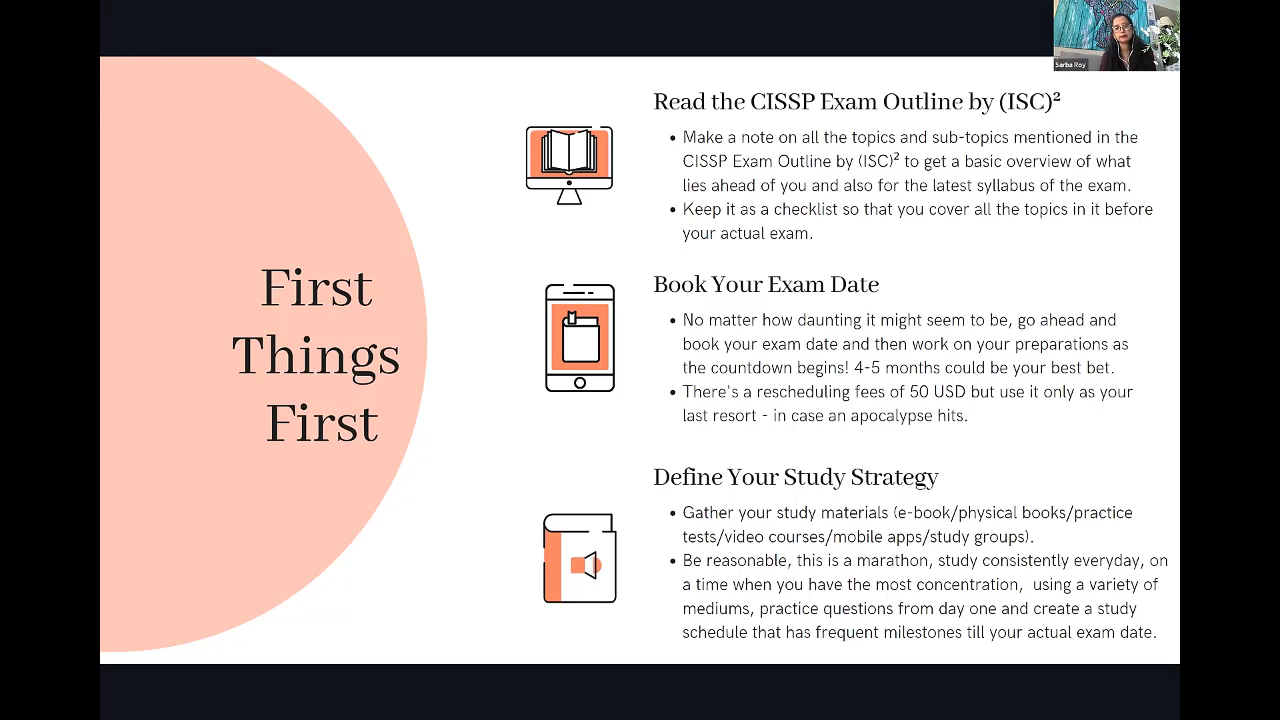 Sarba Roy
First
Things
First
Read the CISSP Exam Outline by (ISC)²
• Make a note on all the topics and sub-topics mentioned in the
CISSP Exam Outline by (ISC)² to get a basic overview of what
lies ahead of you and also for the latest syllabus of the exam.
• Keep it as a checklist so that you cover all the topics in it before
your actual exam.
Book Your Exam Date
• No matter how daunting it might seem to be, go ahead and
book your exam date and then work on your preparations as
the countdown begins! 4-5 months could be your best bet.
• There's a rescheduling fees of 50 USD but use it only as your
last resort - in case an apocalypse hits.
Define Your Study Strategy
• Gather your study materials (e-book/physical books/practice
tests/video courses/mobile apps/study groups).
• Be reasonable, this is a marathon, study consistently everyday, on
a time when you have the most concentration, using a variety of
mediums, practice questions from day one and create a study
schedule that has frequent milestones till your actual exam date.